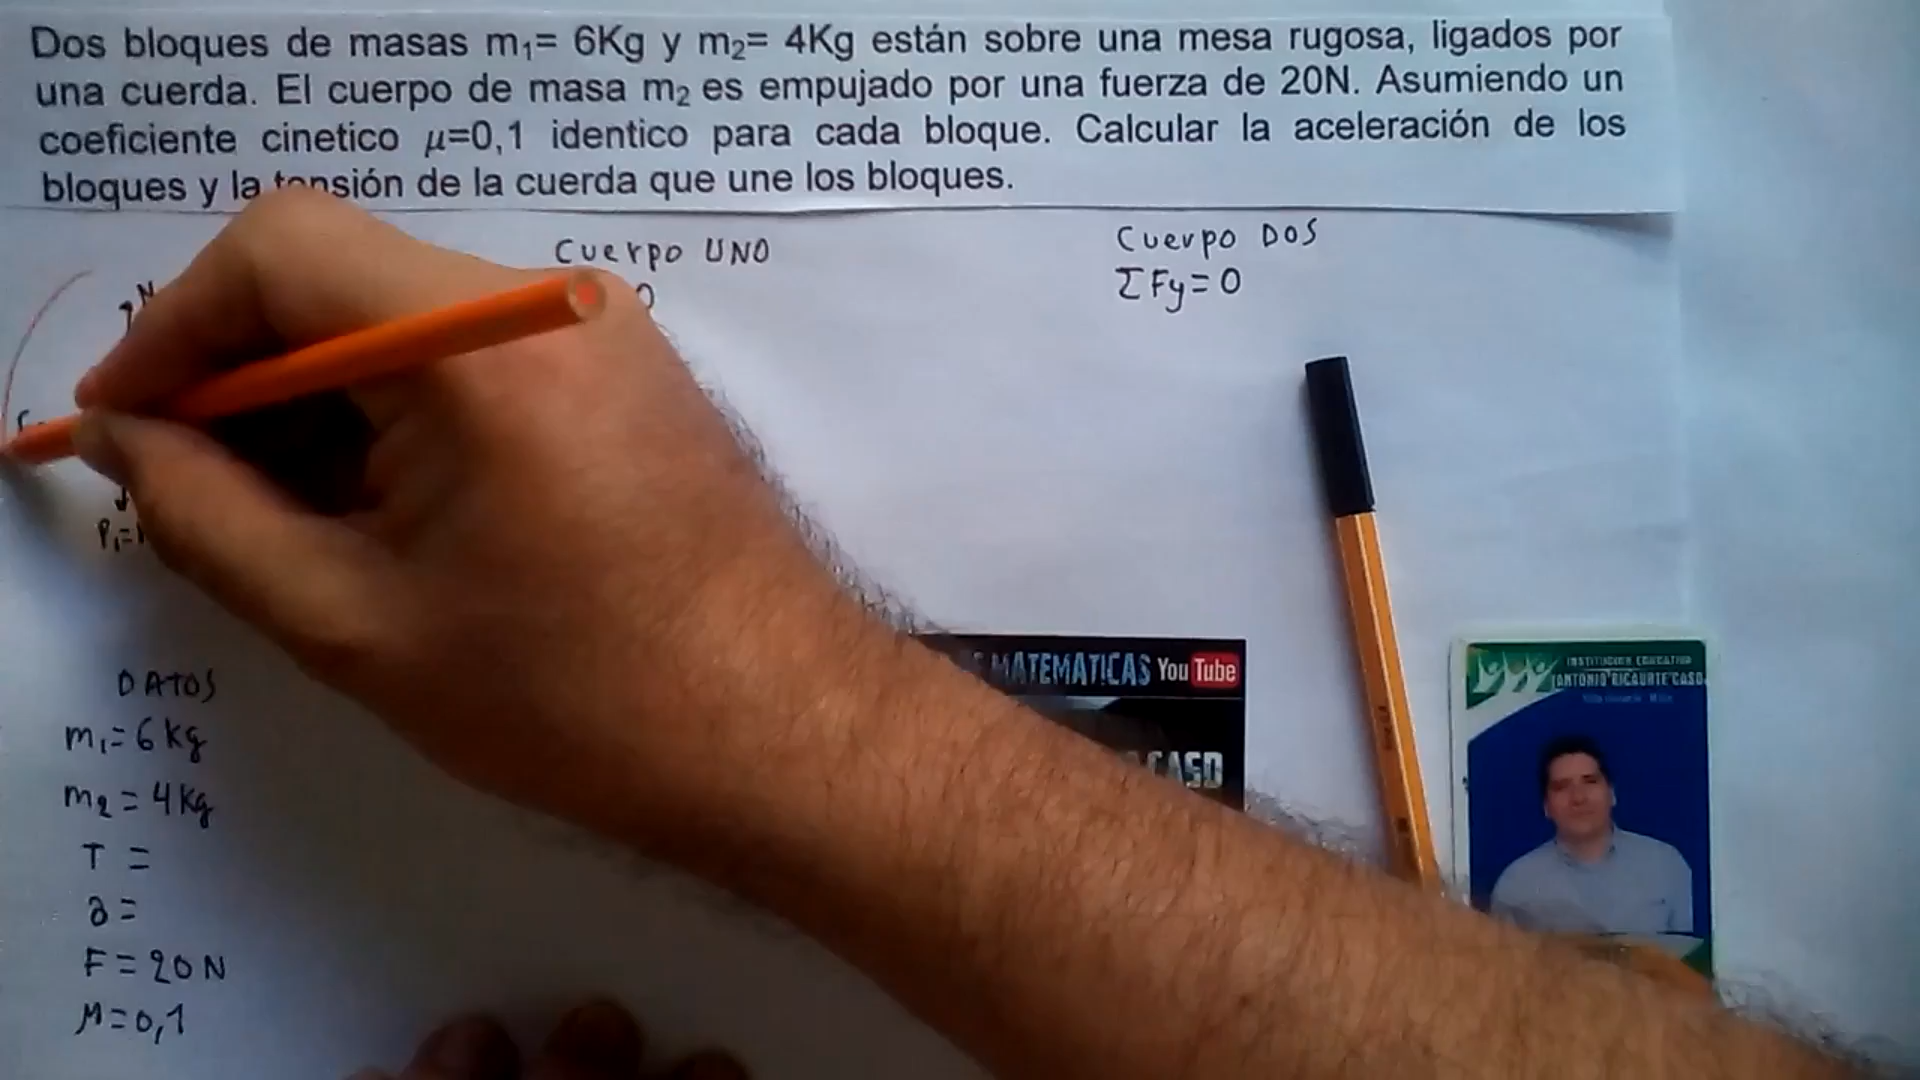 Dos bloques de masas m₁= 6Kg y m₂= 4Kg están sobre una mesa rugosa, ligados por
una cuerda. El cuerpo de masa m₂ es empujado por una fuerza de 20N. Asumiendo un
coeficiente cinetico μ=0,1 identico para cada bloque. Calcular la aceleración de los
bloques y la tensión de la cuerda que une los bloques.
Cuerpo UNO
0
Cuerpo DOS
ΣFy=0
N
P₁=
DATOS
m₁=6kg
m₂=4kg
T =
a=
F=20N
μ=0,1
MATEMATICAS YouTube
CASO
INSTITUCION EDUCATIVA
ANTONIO RICAURTE CASD